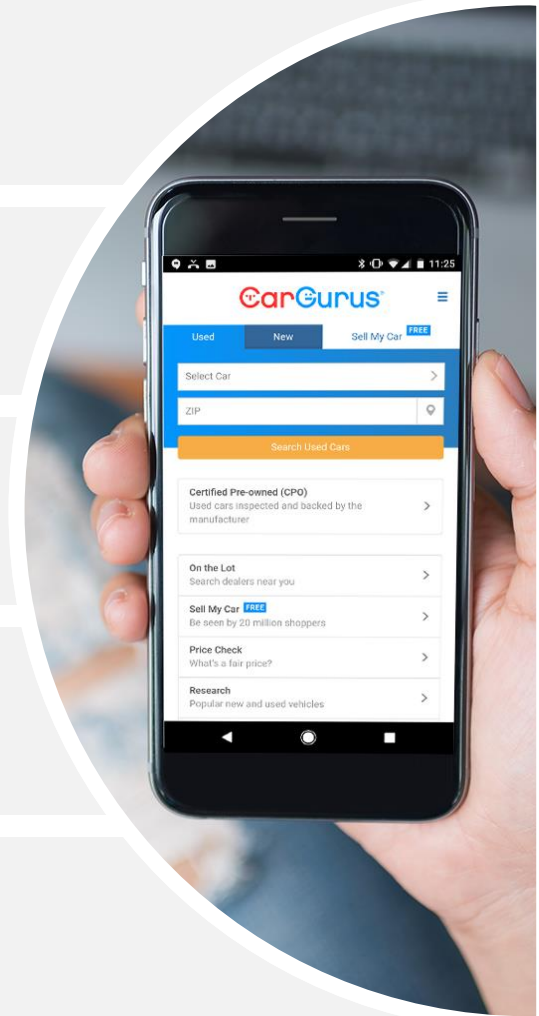 11:25
CarGurus
Used New Sell My Car FREE
Select Car
ZIP
Search Used Cars
Certified Pre-owned (CPO)
Used cars inspected and backed by the
manufacturer
On the Lot
Search dealers near you
Sell My Car FREE
Be seen by 20 million shoppers
Price Check
What's a fair price?
Research
Popular new and used vehicles